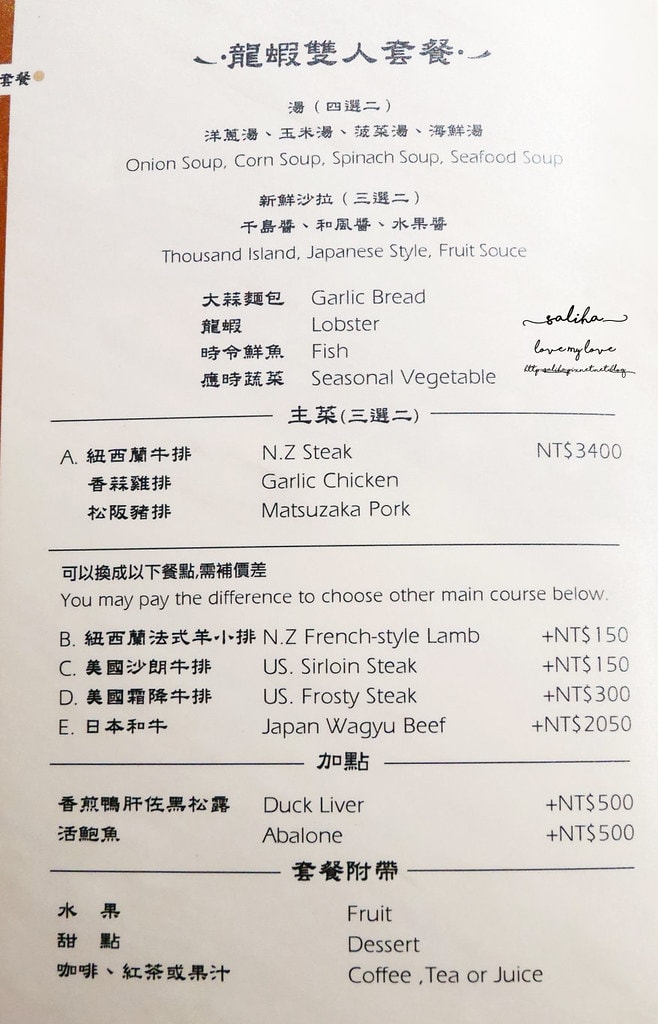 套餐
龍蝦雙人套餐
湯（四選二）
洋蔥湯、玉米湯、菠菜湯、海鮮湯
Onion Soup, Corn Soup, Spinach Soup, Seafood Soup
新鮮沙拉（三選二）
千島醬、和風醬、水果醬
Thousand Island, Japanese Style, Fruit Souce
大蒜麵包 Garlic Bread
龍蝦 Lobster
時令鮮魚 Fish
應時蔬菜 Seasonal Vegetable
saliha
love my love
主菜(三選二)
A. 紐西蘭牛排 N.Z Steak NT$3400
香蒜雞排 Garlic Chicken
松阪豬排 Matsuzaka Pork
可以換成以下餐點,需補價差
You may pay the difference to choose other main course below.
B. 紐西蘭法式羊小排 N.Z French-style Lamb +NT$150
C. 美國沙朗牛排 US. Sirloin Steak +NT$150
D. 美國霜降牛排 US. Frosty Steak +NT$300
E. 日本和牛 Japan Wagyu Beef +NT$2050
加點
香煎鴨肝佐黑松露 Duck Liver +NT$500
活鮑魚 Abalone +NT$500
套餐附帶
水 果 Fruit
甜 點 Dessert
咖啡、紅茶或果汁 Coffee ,Tea or Juice